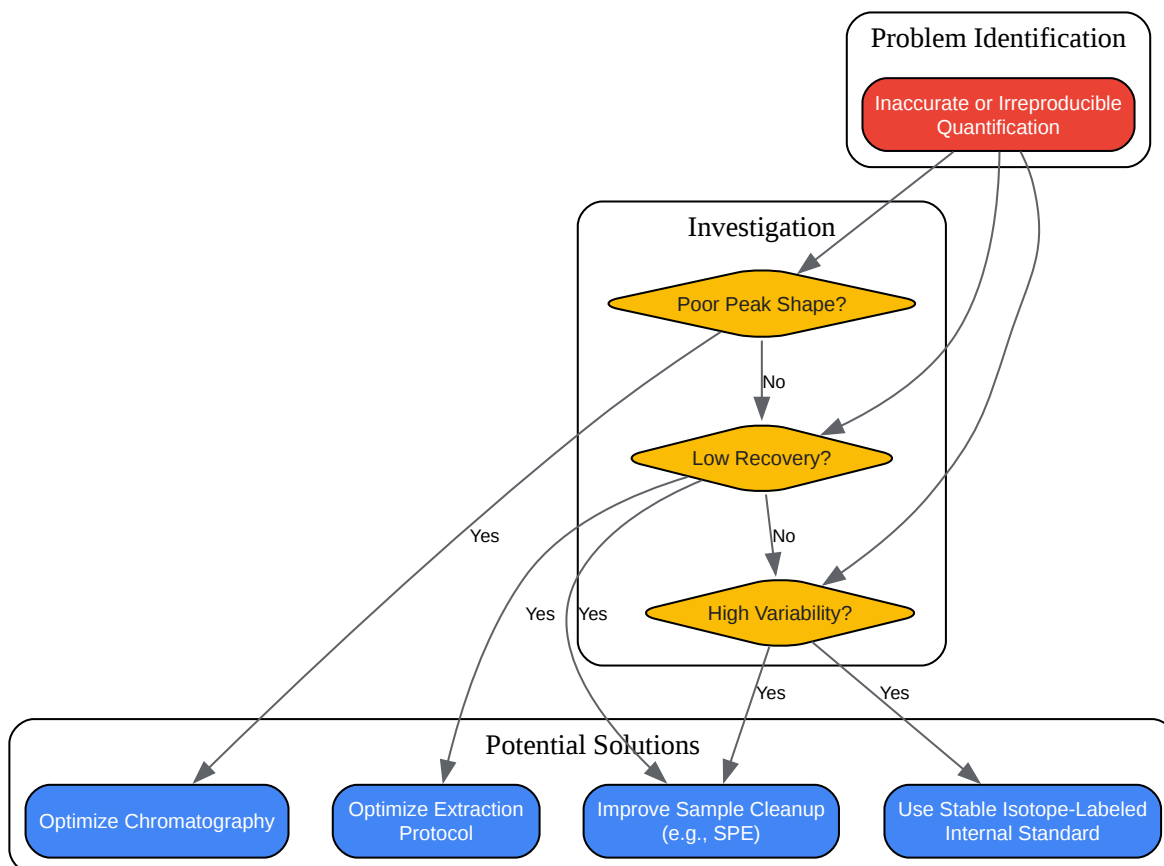 Problem Identification
Inaccurate or Irreproducible
Quantification
Investigation
Poor Peak Shape?
No
Low Recovery?
No
Yes
Yes
Yes
High Variability?
Yes
Yes
Potential Solutions
Optimize Chromatography
Optimize Extraction
Protocol
Improve Sample Cleanup
(e.g., SPE)
Use Stable Isotope-Labeled
Internal Standard